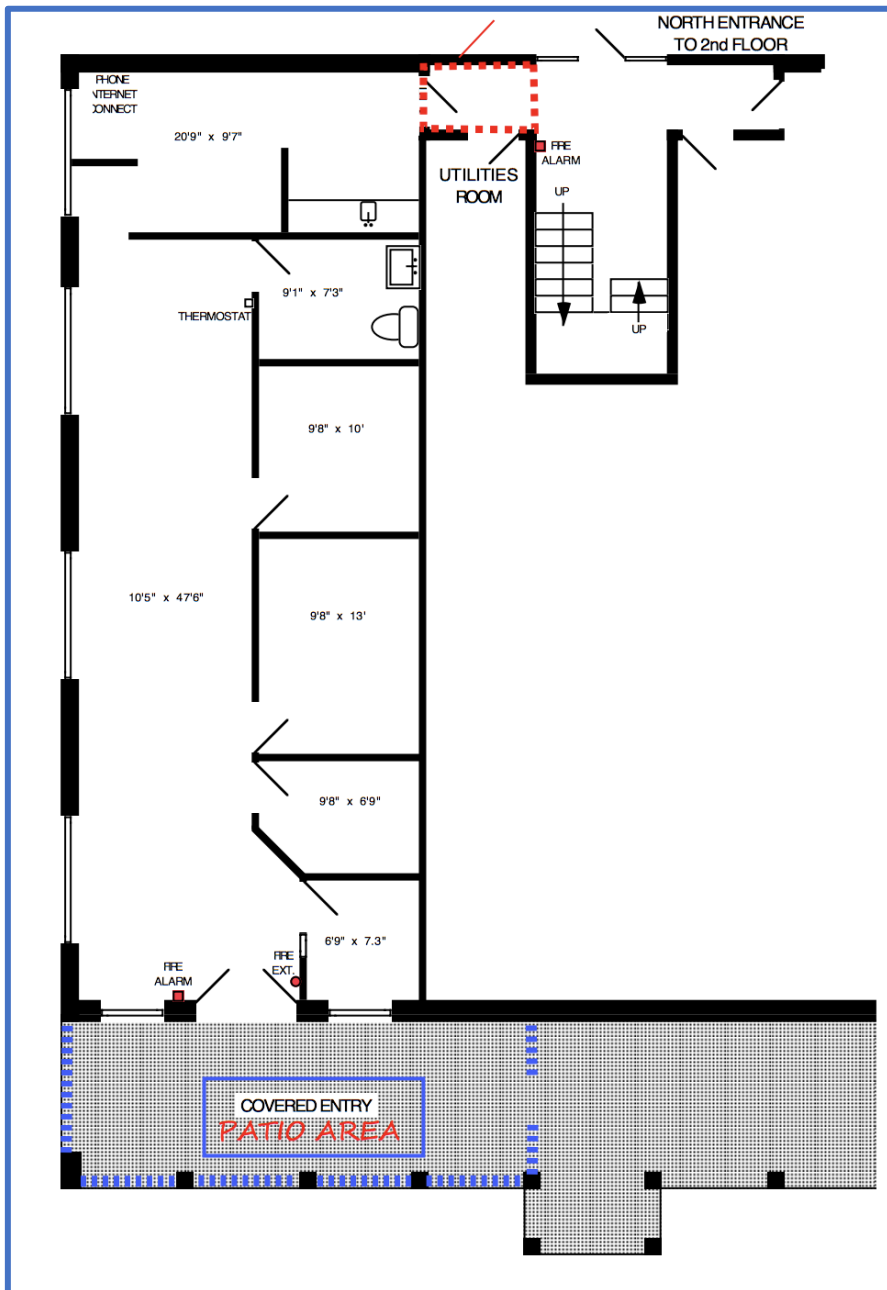 NORTH ENTRANCE
TO 2nd FLOOR
PHONE
NTERNET
CONNECT
20'9" x 9'7"
FIRE
ALARM
UTILITIES
ROOM
UP
9'1" x 7'3"
THERMOSTAT
UP
9'8" x 10'
10'5" x 47'6"
9'8" x 13'
9'8" x 6'9"
6'9" x 7.3"
FIRE
EXT.
FIRE
ALARM
COVERED ENTRY
PATIO AREA